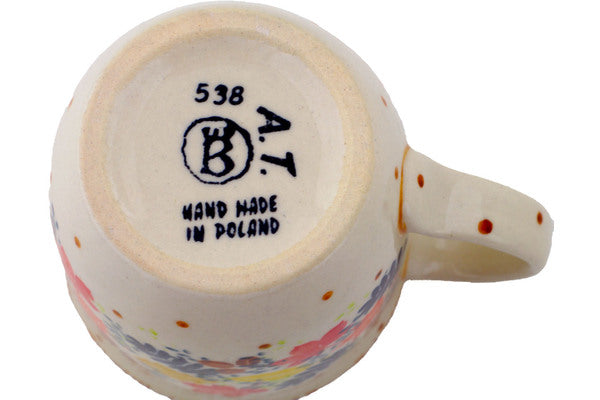 538
A.T.
B
HAND MADE
IN POLAND